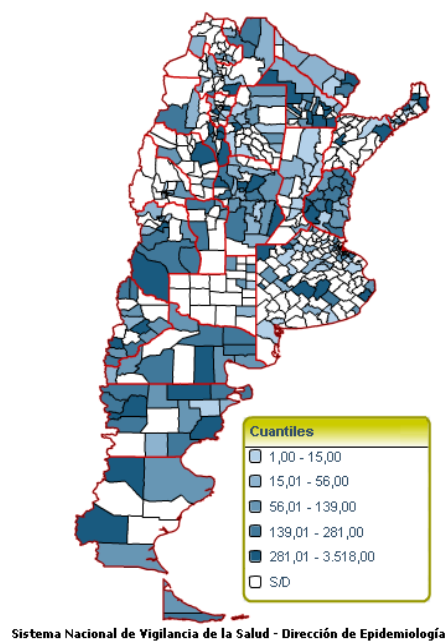 Cuantiles
1,00 - 15,00
15,01 - 56,00
56,01 - 139,00
139,01 - 281,00
281,01 - 3.518,00
S/D
Sistema Nacional de Vigilancia de la Salud - Dirección de Epidemiología